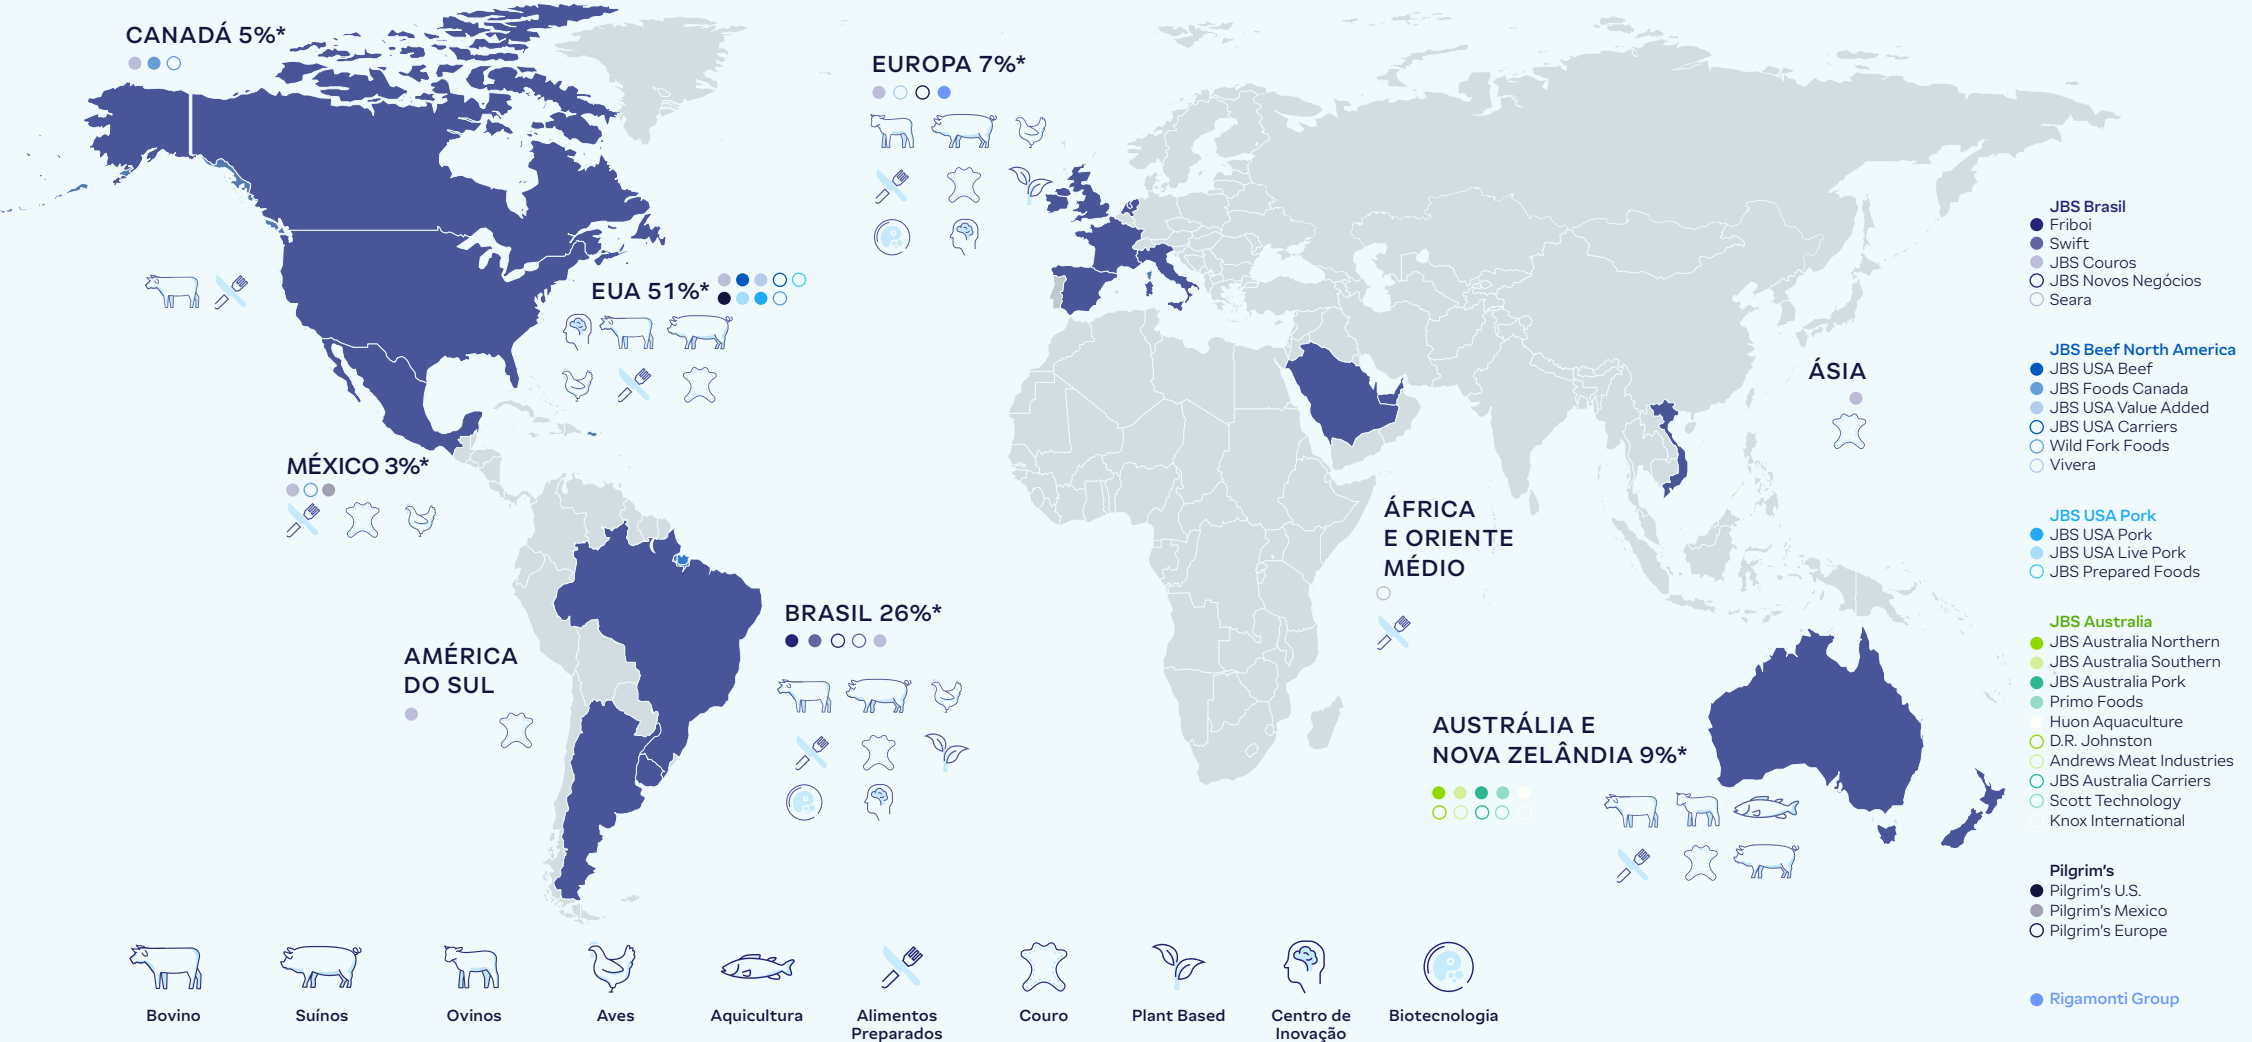 CANADÁ 5%*
EUROPA 7%*
EUA 51%*
MÉXICO 3%*
ÁSIA
ÁFRICA
E ORIENTE
MÉDIO
BRASIL 26%*
AMÉRICA
DO SUL
AUSTRÁLIA E
NOVA ZELÂNDIA 9%*
JBS Brasil
Friboi
Swift
JBS Couros
JBS Novos Negócios
Seara
JBS Beef North America
JBS USA Beef
JBS Foods Canada
JBS USA Value Added
JBS USA Carriers
Wild Fork Foods
Vivera
JBS USA Pork
JBS USA Pork
JBS USA Live Pork
JBS Prepared Foods
JBS Australia
JBS Australia Northern
JBS Australia Southern
JBS Australia Pork
Primo Foods
Huon Aquaculture
D.R. Johnston
Andrews Meat Industries
JBS Australia Carriers
Scott Technology
Knox International
Pilgrim's
Pilgrim's U.S.
Pilgrim's Mexico
Pilgrim's Europe
Rigamonti Group
Bovino
Suínos
Ovinos
Aves
Aquicultura
Alimentos
Preparados
Couro
Plant Based
Centro de
Inovação
Biotecnologia